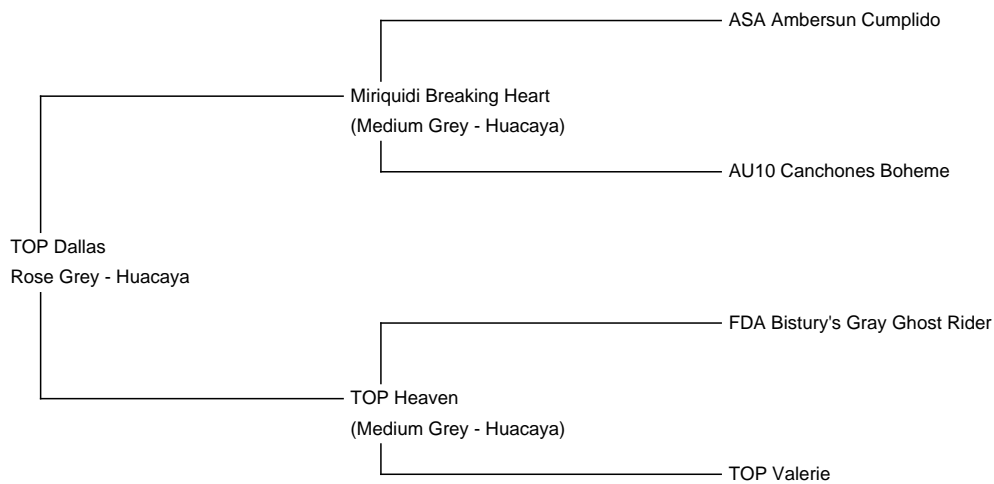 ASA Ambersun Cumplido
Miriquidi Breaking Heart
(Medium Grey - Huacaya)
AU10 Canchones Boheme
TOP Dallas
Rose Grey - Huacaya
FDA Bistury's Gray Ghost Rider
TOP Heaven
(Medium Grey - Huacaya)
TOP Valerie